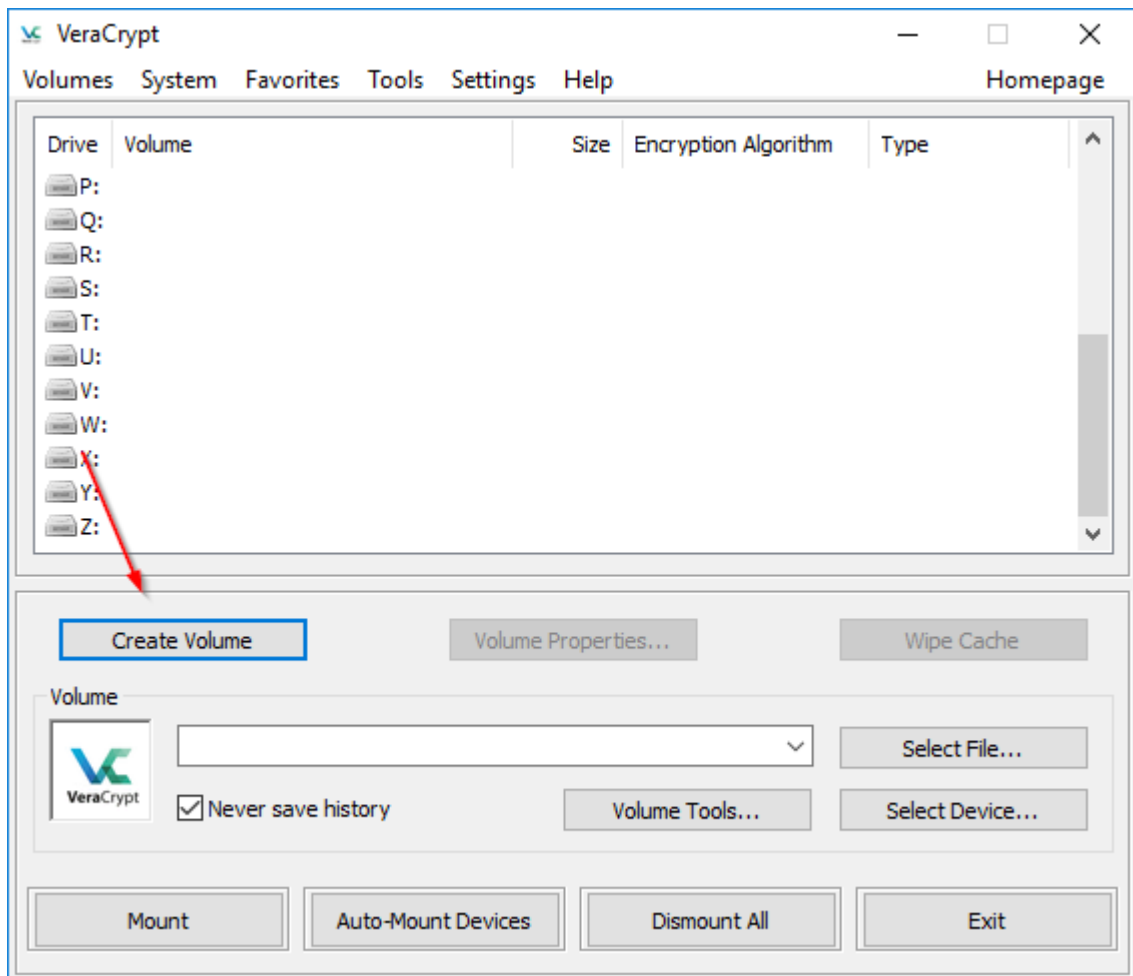 VeraCrypt
Volumes System Favorites Tools Settings Help Homepage
Drive Volume Size Encryption Algorithm Type
P:
Q:
R:
S:
T:
U:
V:
W:
X:
Y:
Z:
Create Volume Volume Properties... Wipe Cache
Volume
VeraCrypt
Select File...
Never save history Volume Tools... Select Device...
Mount Auto-Mount Devices Dismount All Exit